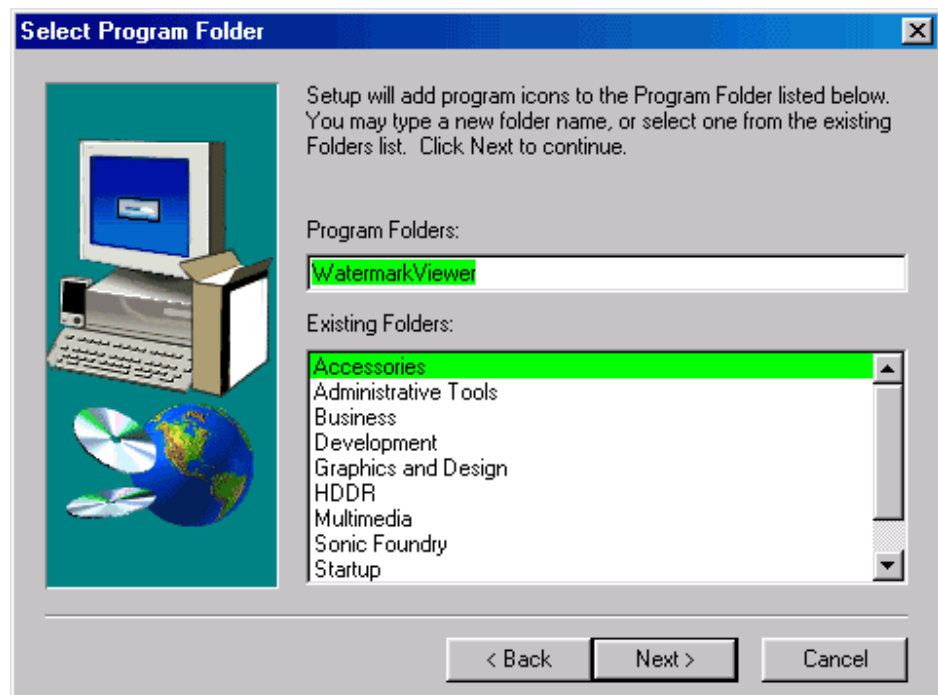 Select Program Folder
Setup will add program icons to the Program Folder listed below.
You may type a new folder name, or select one from the existing
Folders list.  Click Next to continue.
Program Folders:
WatermarkViewer
Existing Folders:
Accessories
Administrative Tools
Business
Development
Graphics and Design
HDDR
Multimedia
Sonic Foundry
Startup
< Back
Next >
Cancel